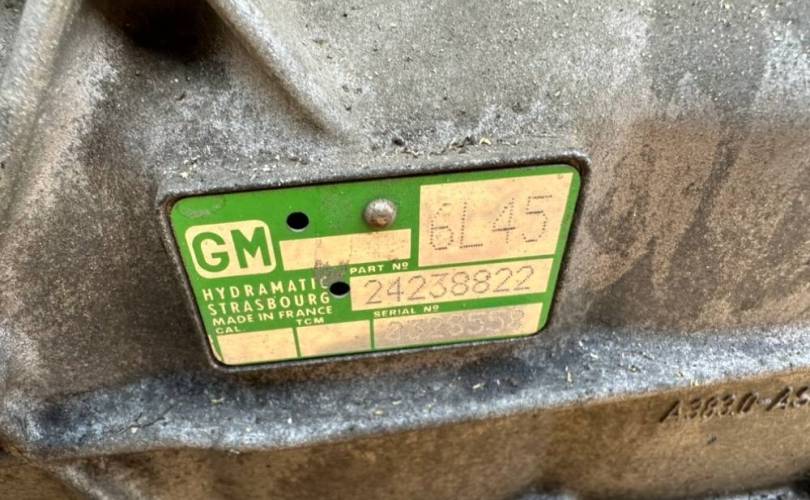 GM
6L45
PART Nº
HYDRAMATIC
24238822
STRASBOURG
MADE IN FRANCE
SERIAL Nº
CAL
TCM